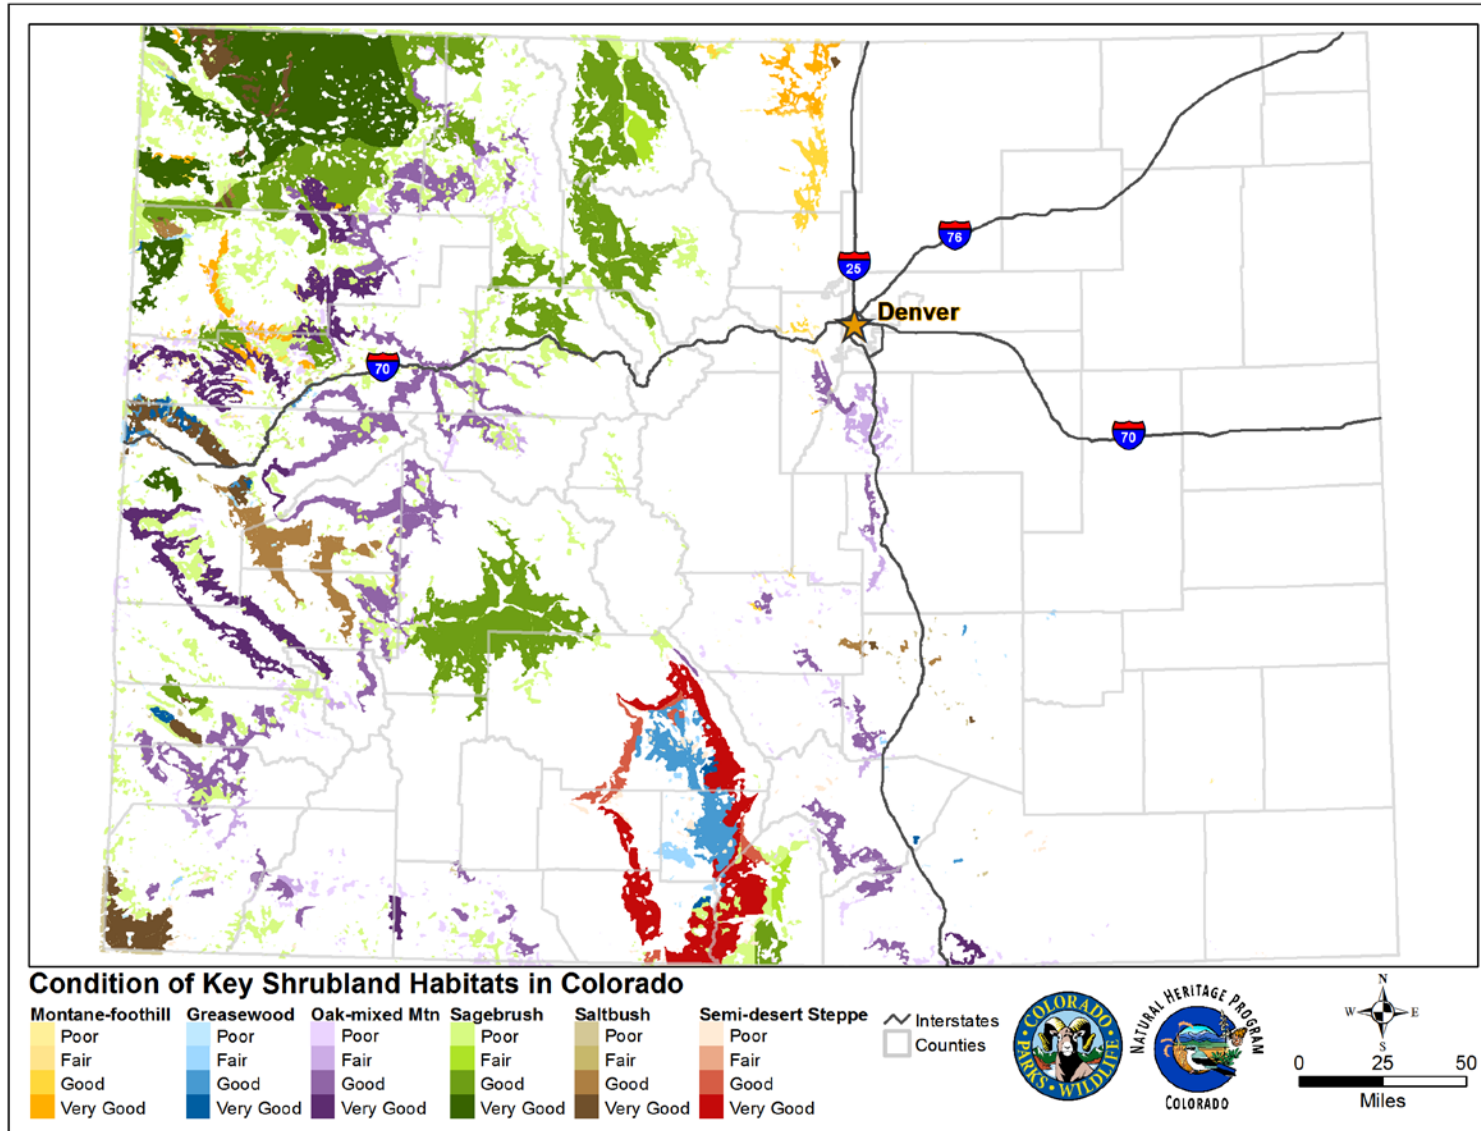 76
25
Denver
70
70
Condition of Key Shrubland Habitats in Colorado
Montane-foothill Greasewood Oak-mixed Mtn Sagebrush Saltbush Semi-desert Steppe
Poor Poor Poor Poor Poor Poor
Fair Fair Fair Fair Fair Fair
Good Good Good Good Good Good
Very Good Very Good Very Good Very Good Very Good Very Good
Interstates
Counties
COLORADO
PARKS • WILDLIFE
NATURAL HERITAGE PROGRAM
COLORADO
N
W E
S
0 25 50
Miles